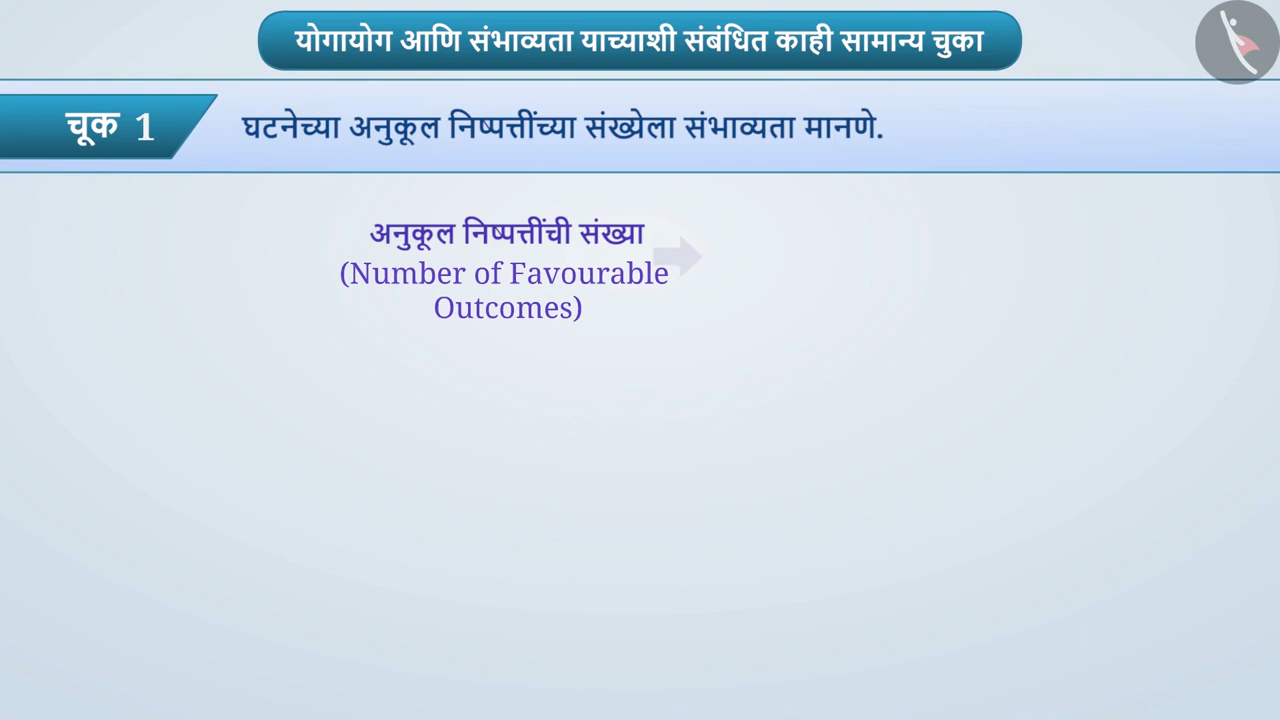 योगायोग आणि संभाव्यता याच्याशी संबंधित काही सामान्य चुका
चूक 1
घटनेच्या अनुकूल निष्पत्तींच्या संख्येला संभाव्यता मानणे.
अनुकूल निष्पत्तींची संख्या
(Number of Favourable
Outcomes)